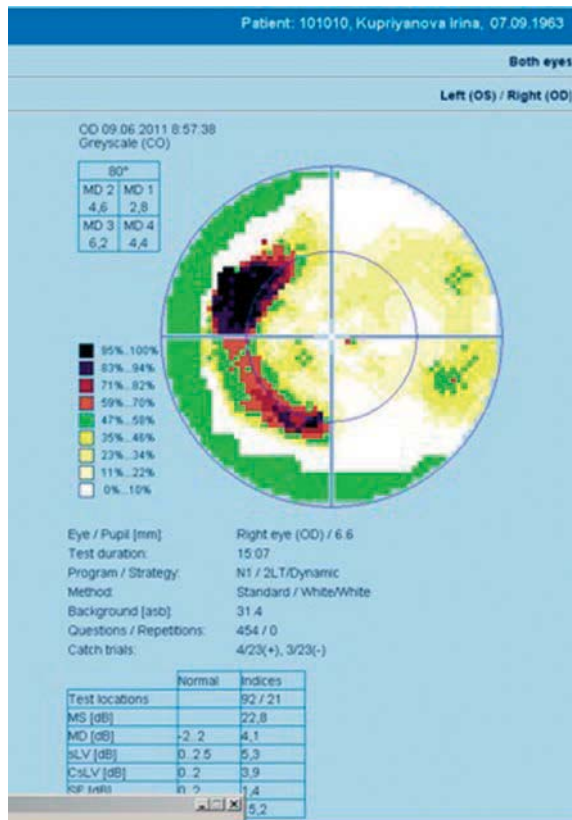 Patient: 101010, Kupriyanova Irina, 07.09.1963
Both eyes
Left (OS) / Right (OD)
OD 09.06.2011 8:57:38
Greyscale (CO)
80°
MD 2 MD 1
4,6 2,8
MD 3 MD 4
6,2 4,4
95%...100%
83%...94%
71%...82%
59%...70%
47%...58%
35%...46%
23%...34%
11%...22%
0%...10%
Eye / Pupil [mm] Right eye (OD) / 6.6
Test duration: 15:07
Program / Strategy: N1 / 2LT/Dynamic
Method: Standard / White/White
Background [asb]: 31.4
Questions / Repetitions: 454 / 0
Catch trials: 4/23(+), 3/23(-)
Normal Indices
Test locations 92 / 21
MS [dB] 22,8
MD [dB] -2..2 4,1
sLV [dB] 0..2.5 5,3
CsLV [dB] 0..2 3,9
SF [dB] 0..2 1,4
5,2